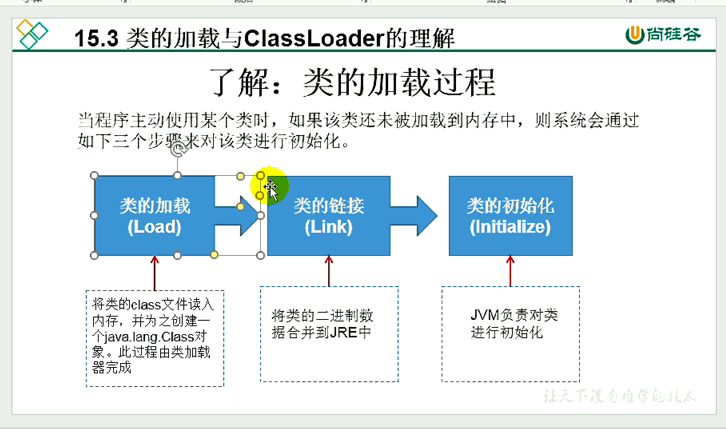 15.3 类的加载与ClassLoader的理解
尚硅谷
了解：类的加载过程
当程序主动使用某个类时，如果该类还未被加载到内存中，则系统会通过
如下三个步骤来对该类进行初始化。
类的加载
(Load)
类的链接
(Link)
类的初始化
(Initialize)
将类的class文件读入
内存，并为之创建一
个java.lang.Class对
象。此过程由类加载
器完成
将类的二进制数
据合并到JRE中
JVM负责对类
进行初始化
让天下没有难学的技术